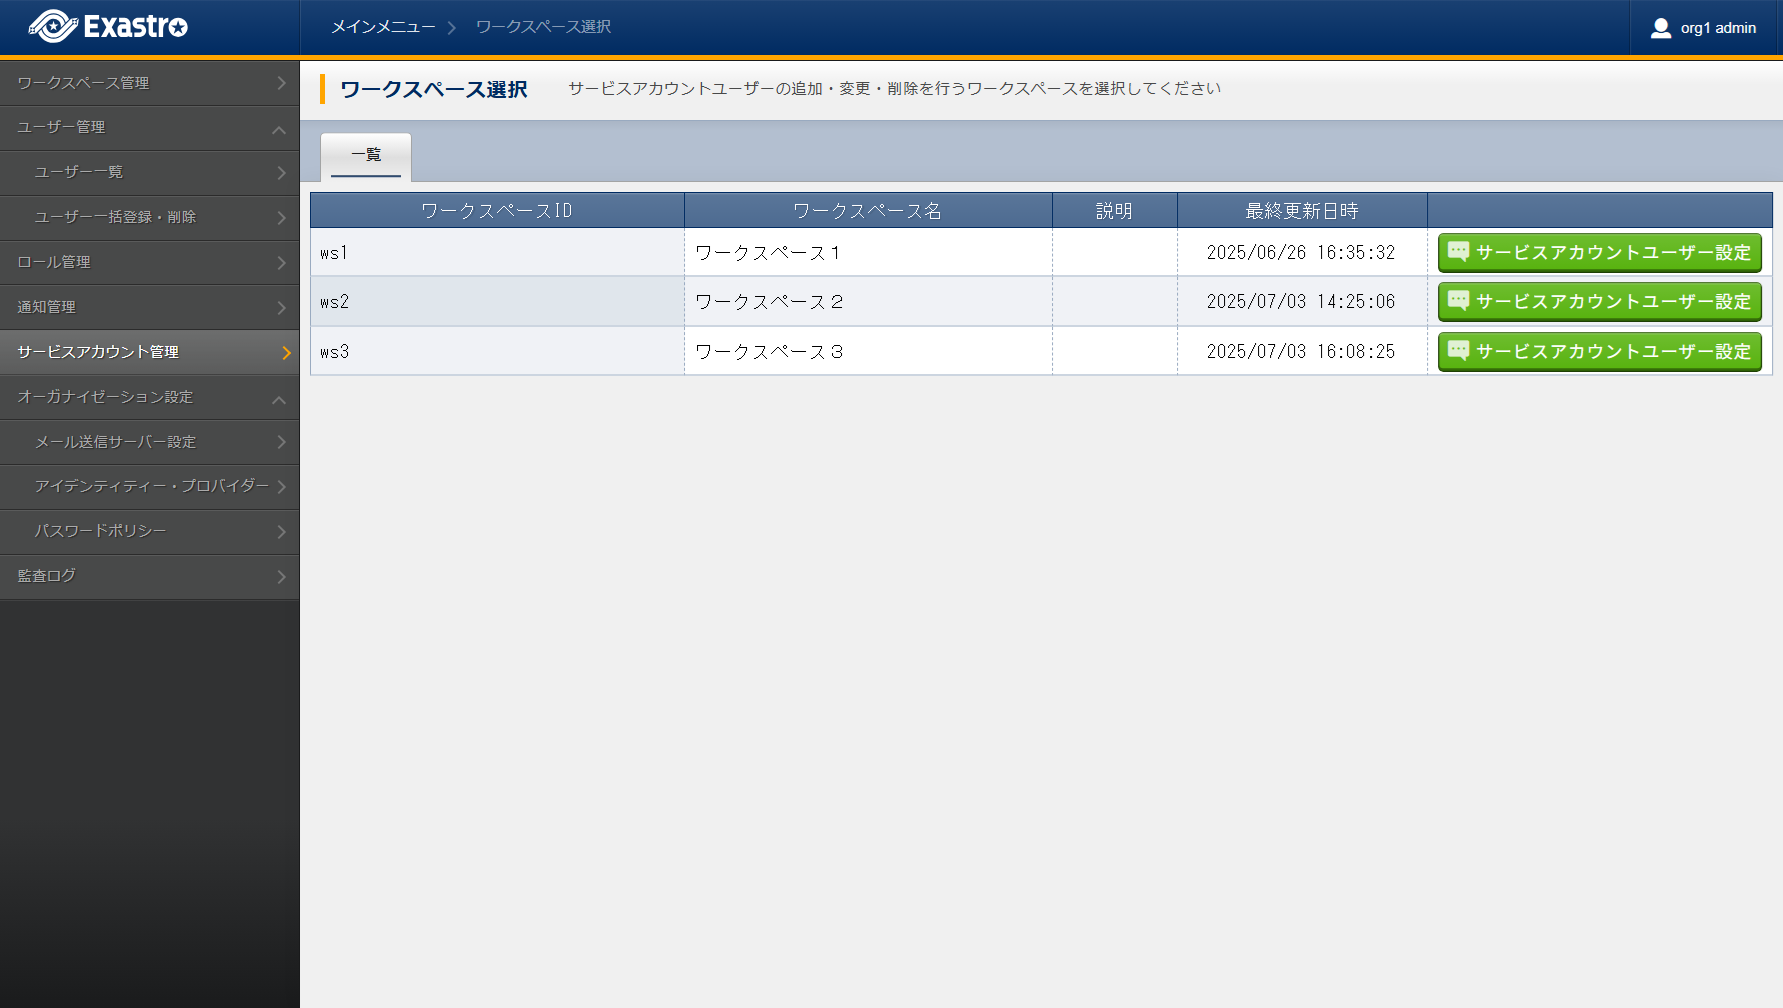 Exastro
メインメニュー
ワークスペース選択
org1 admin
ワークスペース管理
ユーザー管理
ユーザー一覧
ユーザー一括登録・削除
ロール管理
通知管理
サービスアカウント管理
オーガナイゼーション設定
メール送信サーバー設定
アイデンティティー・プロバイダー
パスワードポリシー
監査ログ
ワークスペース選択 サービスアカウントユーザーの追加・変更・削除を行うワークスペースを選択してください
一覧
ワークスペースID ワークスペース名 説明 最終更新日時
ws1 ワークスペース１ 2025/06/26 16:35:32 サービスアカウントユーザー設定
ws2 ワークスペース２ 2025/07/03 14:25:06 サービスアカウントユーザー設定
ws3 ワークスペース３ 2025/07/03 16:08:25 サービスアカウントユーザー設定